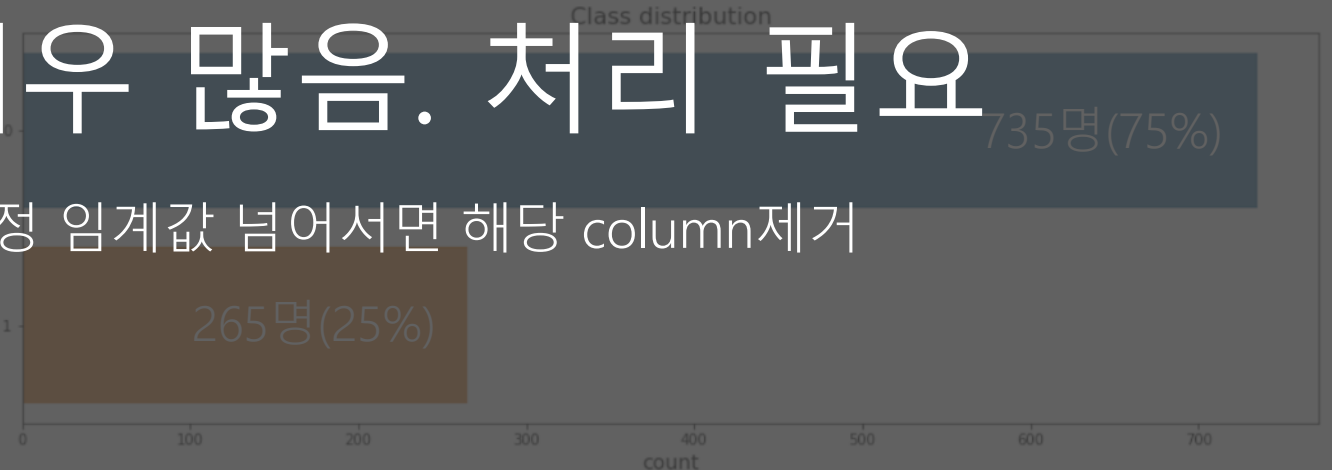 Class distribution
우 많음. 처리 필요
0
735명(75%)
정 임계값 넘어서면 해당 column제거
265명(25%)
1
0 100 200 300 400 500 600 700
count